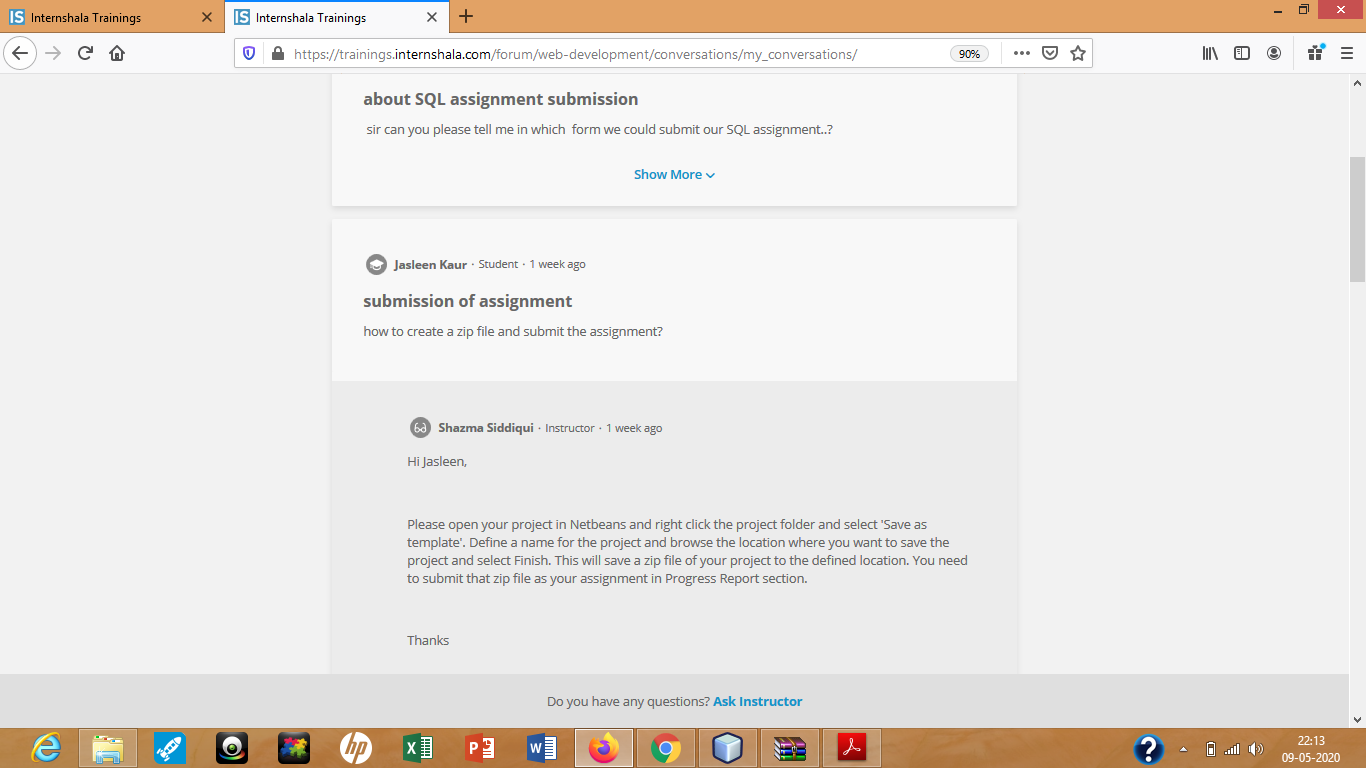 Internshala Trainings
Internshala Trainings
https://trainings.internshala.com/forum/web-development/conversations/my_conversations/
90%
about SQL assignment submission
sir can you please tell me in which  form we could submit our SQL assignment..?
Show More
Jasleen Kaur · Student · 1 week ago
submission of assignment
how to create a zip file and submit the assignment?
Shazma Siddiqui · Instructor · 1 week ago
Hi Jasleen,
Please open your project in Netbeans and right click the project folder and select 'Save as
template'. Define a name for the project and browse the location where you want to save the
project and select Finish. This will save a zip file of your project to the defined location. You need
to submit that zip file as your assignment in Progress Report section.
Thanks
Do you have any questions? Ask Instructor
22:13
09-05-2020